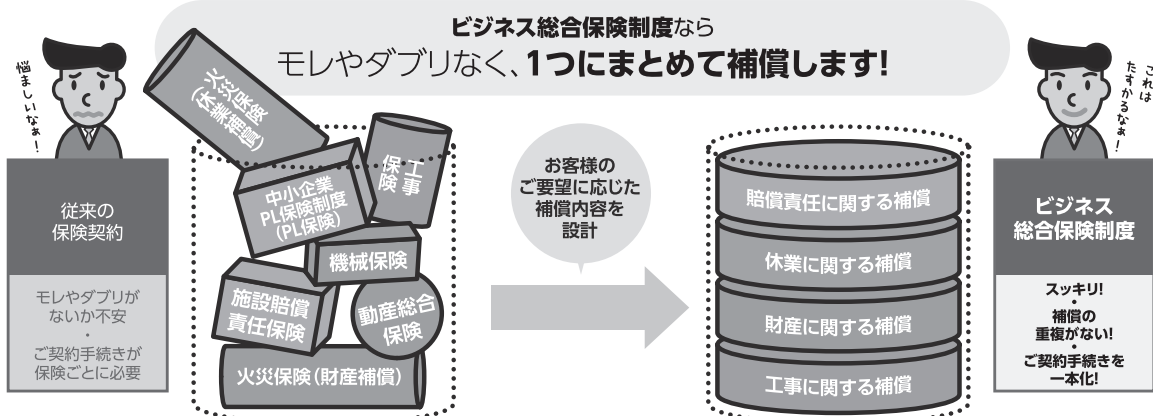 ビジネス総合保険制度なら
モレやダブりなく、1つにまとめて補償します!
悩ましいなぁ!
従来の
保険契約
モレやダブりが
ないか不安
・
ご契約手続きが
保険ごとに必要
火災保険
(休業補償)
工事
保険
中小企業
PL保険制度
(PL保険)
機械保険
施設賠償
責任保険
動産総合
保険
火災保険(財産補償)
お客様の
ご要望に応じた
補償内容を
設計
賠償責任に関する補償
休業に関する補償
財産に関する補償
工事に関する補償
これは
たすかるなぁ!
ビジネス
総合保険制度
スッキリ!
・
補償の
重複がない!
・
ご契約手続きを
一本化!